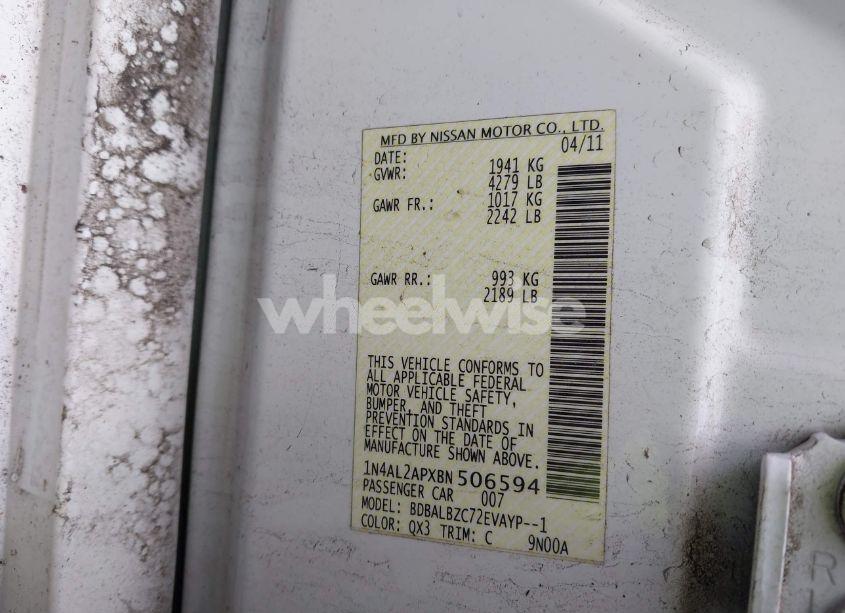 MFD BY NISSAN MOTOR CO., LTD.
DATE: 04/11
GVWR: 1941 KG
4279 LB
GAWR FR.: 1017 KG
2242 LB
GAWR RR.: 993 KG
2189 LB
wheelwise
THIS VEHICLE CONFORMS TO
ALL APPLICABLE FEDERAL
MOTOR VEHICLE SAFETY,
BUMPER, AND THEFT
PREVENTION STANDARDS IN
EFFECT ON THE DATE OF
MANUFACTURE SHOWN ABOVE.
1N4AL2APXBN506594
PASSENGER CAR 007
MODEL: BDBALBZC72EVAYP--1
COLOR: QX3 TRIM: C 9N00A
R